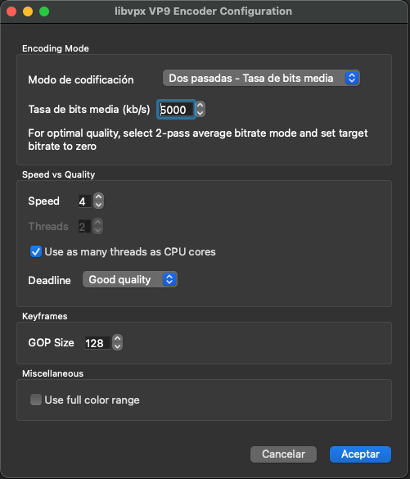 libvpx VP9 Encoder Configuration
Encoding Mode
Modo de codificación Dos pasadas - Tasa de bits media
Tasa de bits media (kb/s) 5000
For optimal quality, select 2-pass average bitrate mode and set target
bitrate to zero
Speed vs Quality
Speed 4
Threads 2
Use as many threads as CPU cores
Deadline Good quality
Keyframes
GOP Size 128
Miscellaneous
Use full color range
Cancelar Aceptar